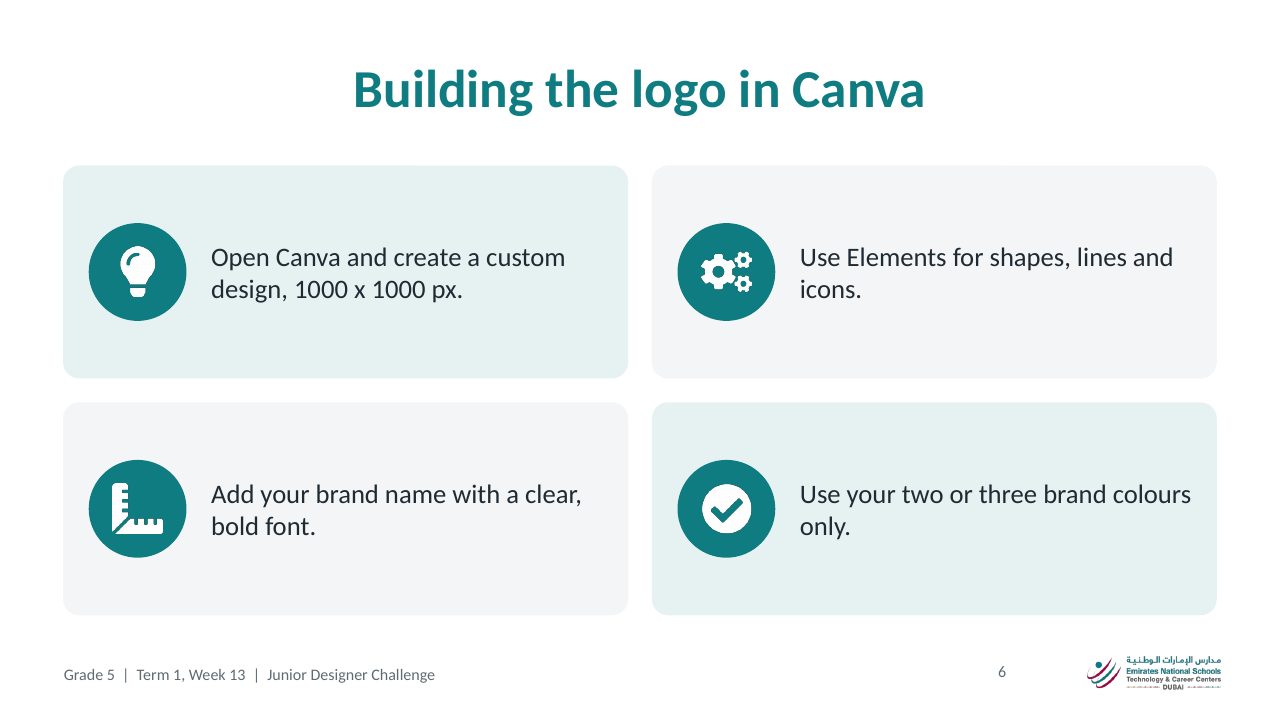 Building the logo in Canva
Open Canva and create a custom
design, 1000 x 1000 px.
Use Elements for shapes, lines and
icons.
Add your brand name with a clear,
bold font.
Use your two or three brand colours
only.
Grade 5 | Term 1, Week 13 | Junior Designer Challenge
6
مدارس الإمارات الوطنية
Emirates National Schools
Technology & Career Centers
DUBAI